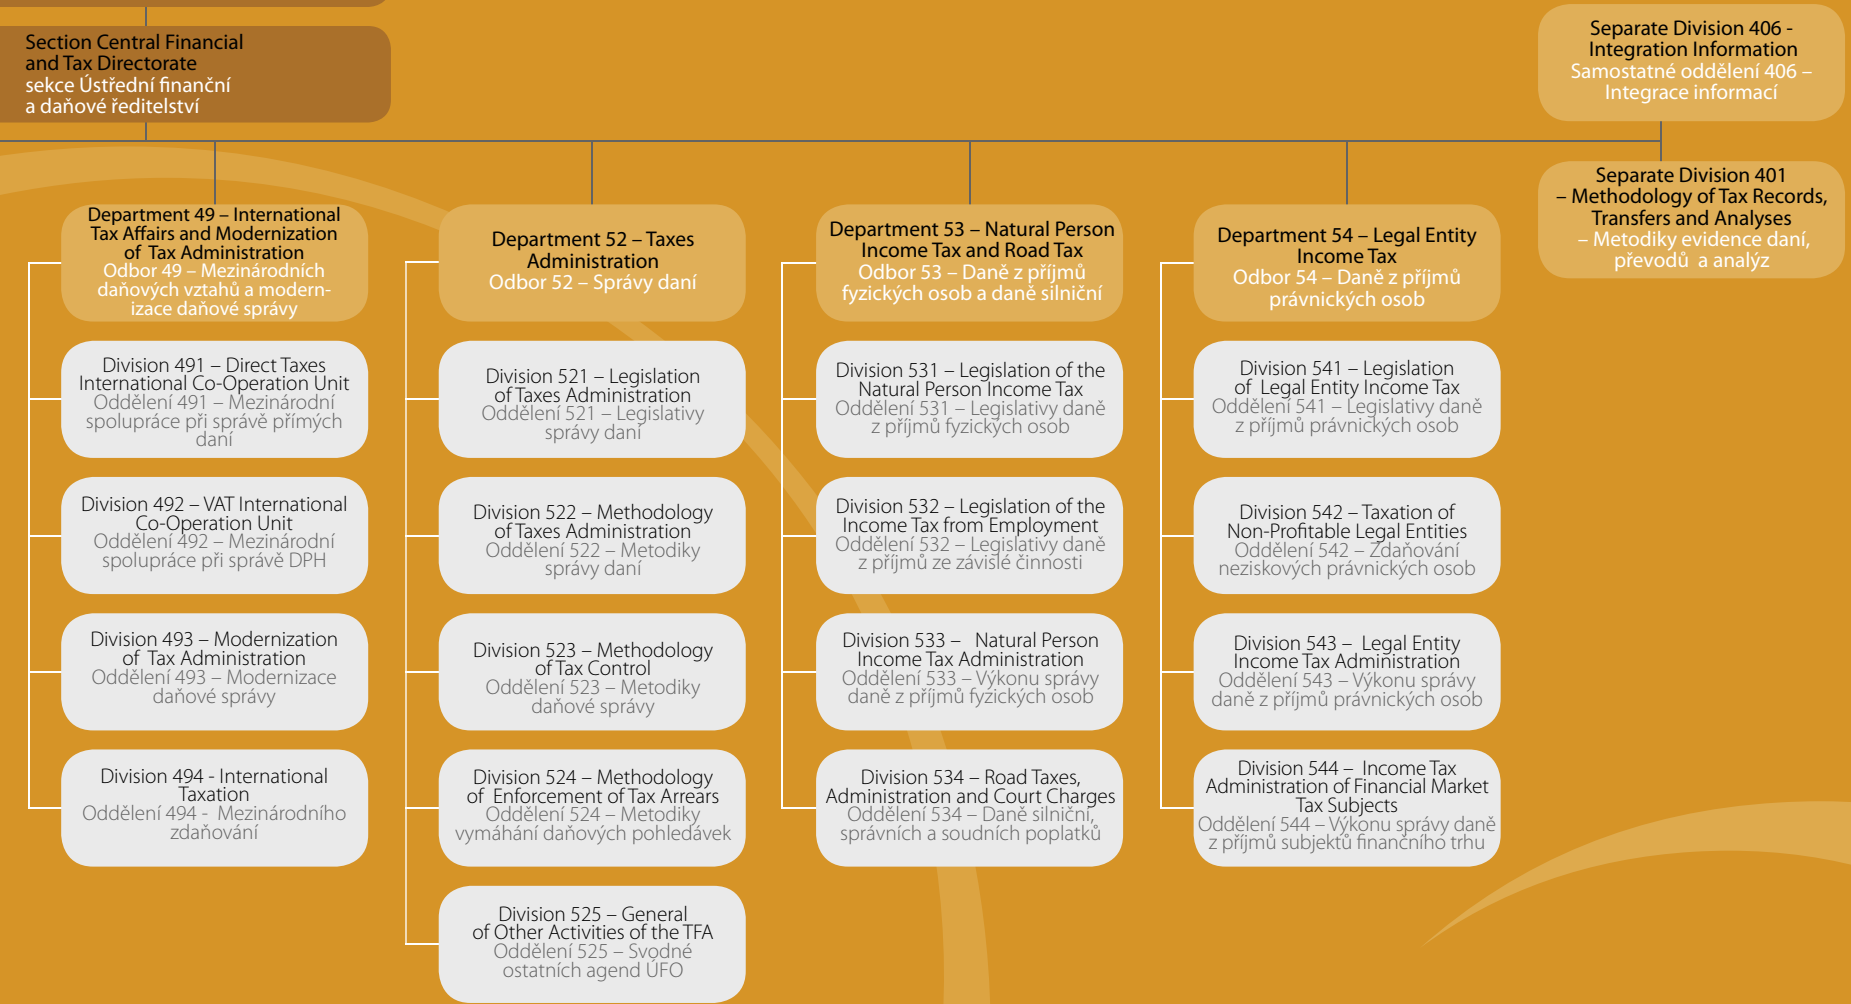 Section Central Financial
and Tax Directorate
sekce Ústřední finanční
a daňové ředitelství
Separate Division 406 -
Integration Information
Samostatné oddělení 406 –
Integrace informací
Separate Division 401
– Methodology of Tax Records,
Transfers and Analyses
– Metodiky evidence daní,
převodů a analýz
Department 49 – International
Tax Affairs and Modernization
of Tax Administration
Odbor 49 – Mezinárodních
daňových vztahů a modern-
izace daňové správy
Division 491 – Direct Taxes
International Co-Operation Unit
Oddělení 491 – Mezinárodní
spolupráce při správě přímých
daní
Division 492 – VAT International
Co-Operation Unit
Oddělení 492 – Mezinárodní
spolupráce při správě DPH
Division 493 – Modernization
of Tax Administration
Oddělení 493 – Modernizace
daňové správy
Division 494 - International
Taxation
Oddělení 494 - Mezinárodního
zdaňování
Department 52 – Taxes
Administration
Odbor 52 – Správy daní
Division 521 – Legislation
of Taxes Administration
Oddělení 521 – Legislativy
správy daní
Division 522 – Methodology
of Taxes Administration
Oddělení 522 – Metodiky
správy daní
Division 523 – Methodology
of Tax Control
Oddělení 523 – Metodiky
daňové správy
Division 524 – Methodology
of Enforcement of Tax Arrears
Oddělení 524 – Metodiky
vymáhání daňových pohledávek
Division 525 – General
of Other Activities of the TFA
Oddělení 525 – Svodné
ostatních agend ÚFO
Department 53 – Natural Person
Income Tax and Road Tax
Odbor 53 – Daně z příjmů
fyzických osob a daně silniční
Division 531 – Legislation of the
Natural Person Income Tax
Oddělení 531 – Legislativy daně
z příjmů fyzických osob
Division 532 – Legislation of the
Income Tax from Employment
Oddělení 532 – Legislativy daně
z příjmů ze závislé činnosti
Division 533 – Natural Person
Income Tax Administration
Oddělení 533 – Výkonu správy
daně z příjmů fyzických osob
Division 534 – Road Taxes,
Administration and Court Charges
Oddělení 534 – Daně silniční,
správních a soudních poplatků
Department 54 – Legal Entity
Income Tax
Odbor 54 – Daně z příjmů
právnických osob
Division 541 – Legislation
of Legal Entity Income Tax
Oddělení 541 – Legislativy daně
z příjmů právnických osob
Division 542 – Taxation of
Non-Profitable Legal Entities
Oddělení 542 – Zdaňování
neziskových právnických osob
Division 543 – Legal Entity
Income Tax Administration
Oddělení 543 – Výkonu správy
daně z příjmů právnických osob
Division 544 – Income Tax
Administration of Financial Market
Tax Subjects
Oddělení 544 – Výkonu správy daně
z příjmů subjektů finančního trhu